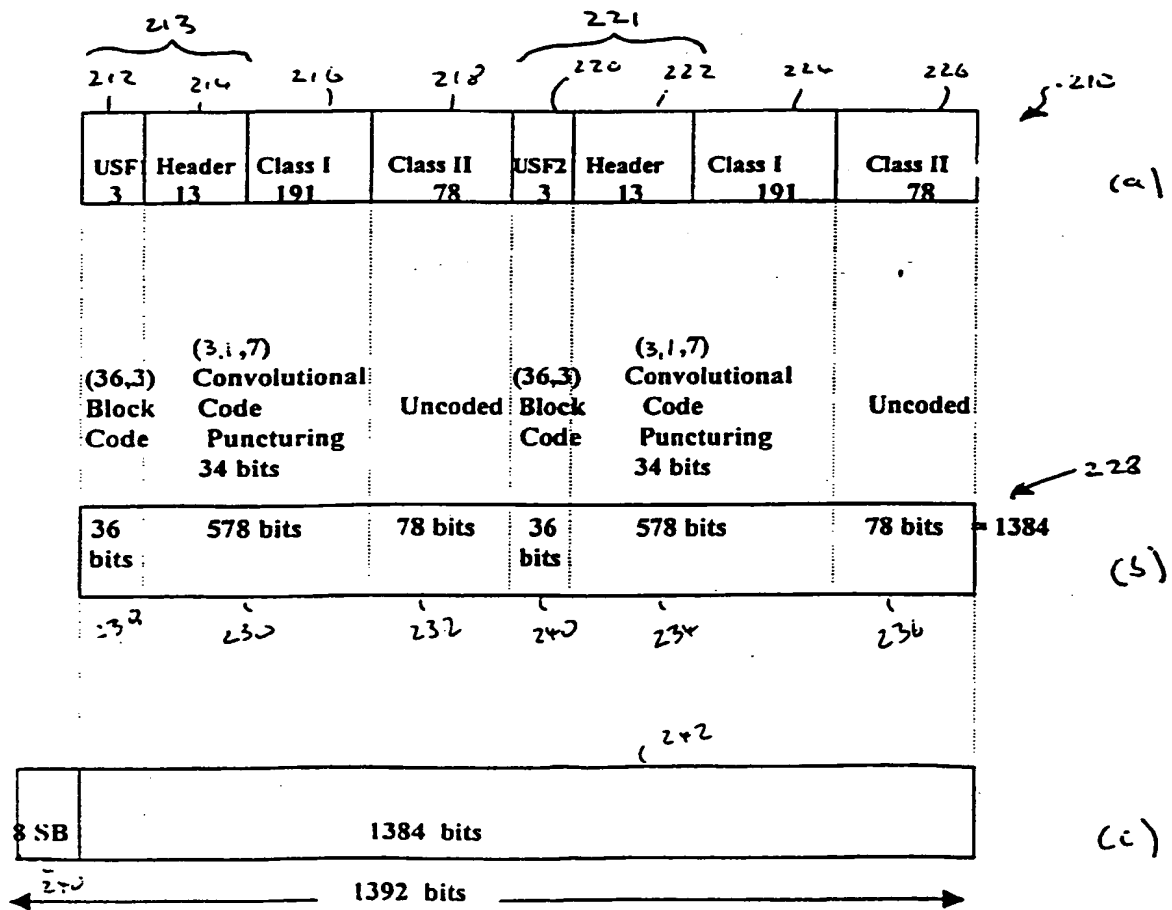 213 221
212 214 216 218 220 222 224 226 210
USF1 Header Class I Class II USF2 Header Class I Class II
3 13 191 78 3 13 191 78
(a)
(3,1,7) (3,1,7)
(36,3) Convolutional (36,3) Convolutional
Block Code Uncoded Block Code Uncoded
Code Puncturing Code Puncturing
34 bits 34 bits
228
36 578 bits 78 bits 36 578 bits 78 bits = 1384
bits bits
(b)
230 232 240 234 236
242
8 SB 1384 bits
(c)
240
1392 bits